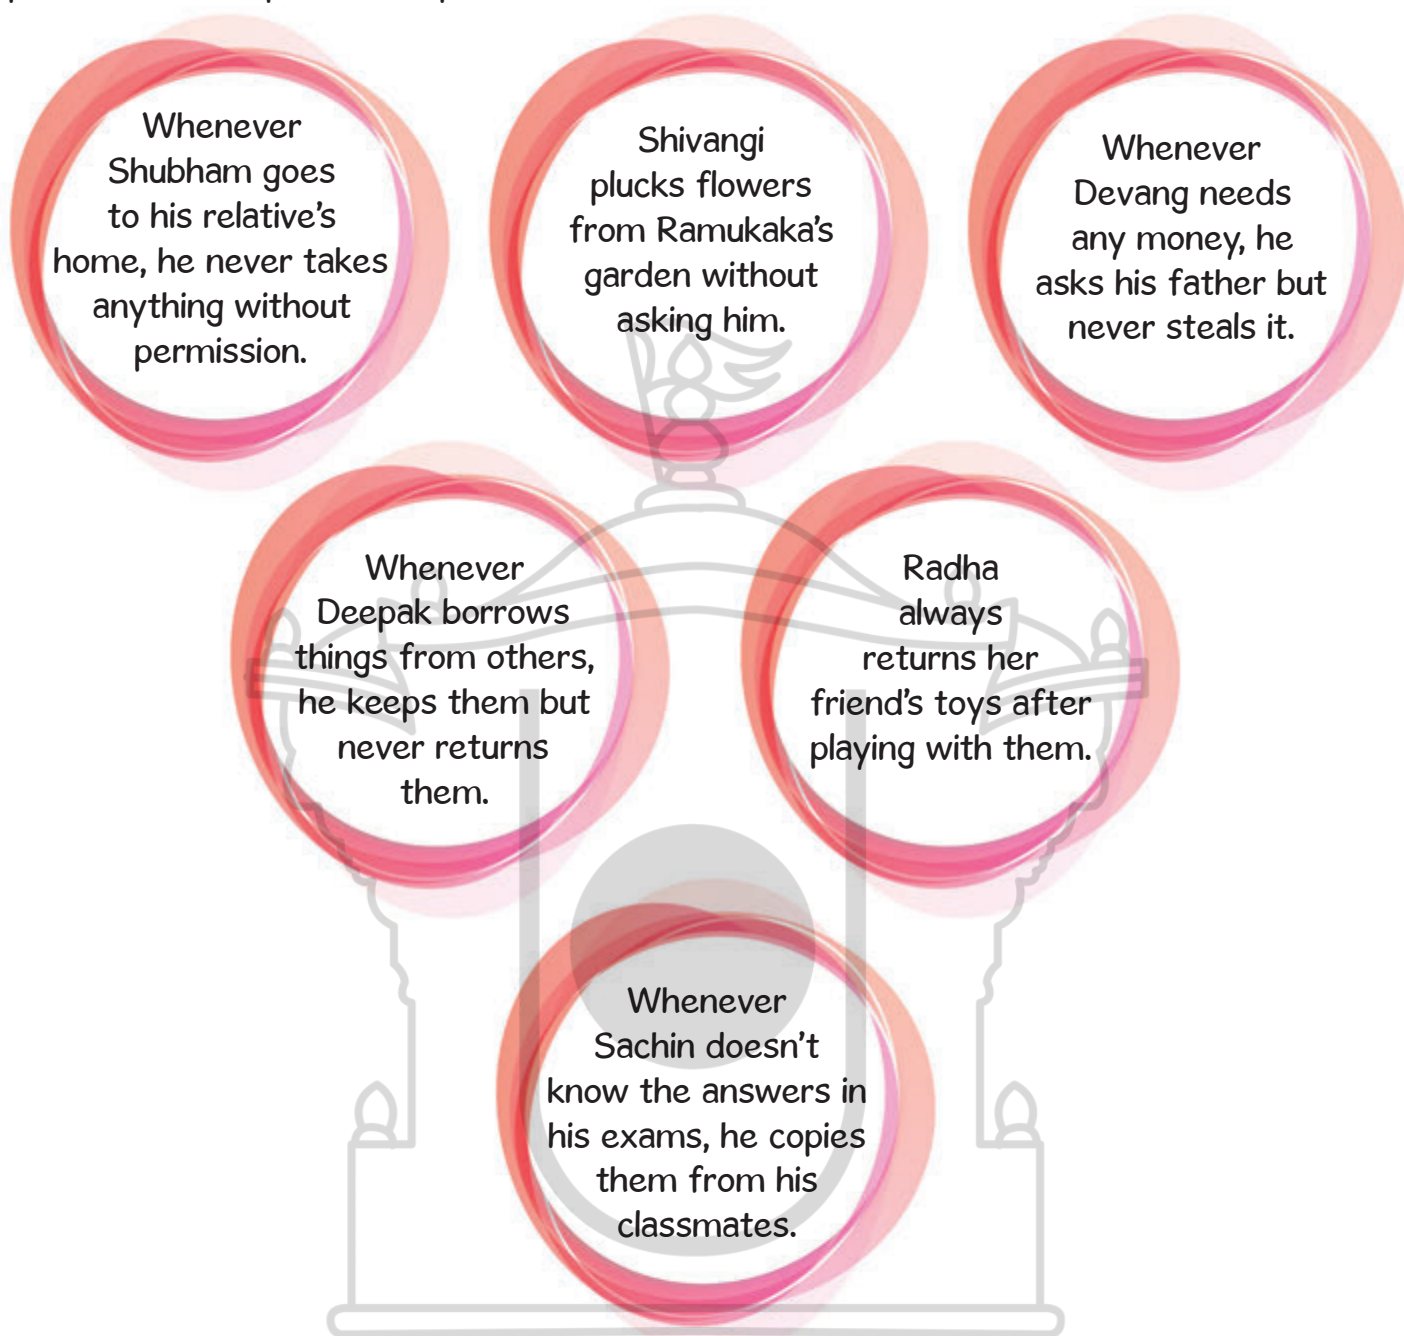 Whenever
Shubham goes
to his relative's
home, he never takes
anything without
permission.
Shivangi
plucks flowers
from Ramukaka's
garden without
asking him.
Whenever
Devang needs
any money, he
asks his father but
never steals it.
Whenever
Deepak borrows
things from others,
he keeps them but
never returns
them.
Radha
always
returns her
friend's toys after
playing with them.
Whenever
Sachin doesn't
know the answers in
his exams, he copies
them from his
classmates.